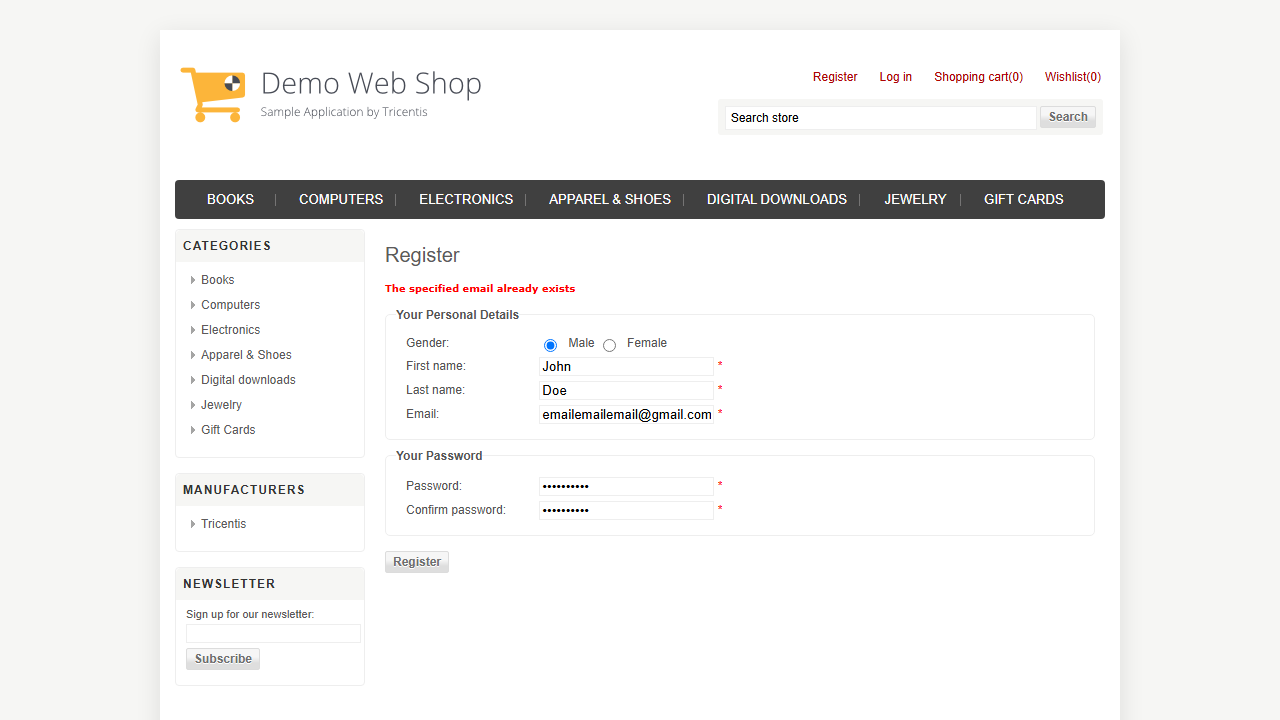 Demo Web Shop
Sample Application by Tricentis
Register Log in Shopping cart(0) Wishlist(0)
Search store Search
BOOKS | COMPUTERS | ELECTRONICS | APPAREL & SHOES | DIGITAL DOWNLOADS | JEWELRY | GIFT CARDS
CATEGORIES
Books
Computers
Electronics
Apparel & Shoes
Digital downloads
Jewelry
Gift Cards
MANUFACTURERS
Tricentis
NEWSLETTER
Sign up for our newsletter:
Subscribe
Register
The specified email already exists
Your Personal Details
Gender: Male Female
First name: John *
Last name: Doe *
Email: emailemailemail@gmail.com *
Your Password
Password: •••••••••• *
Confirm password: •••••••••• *
Register